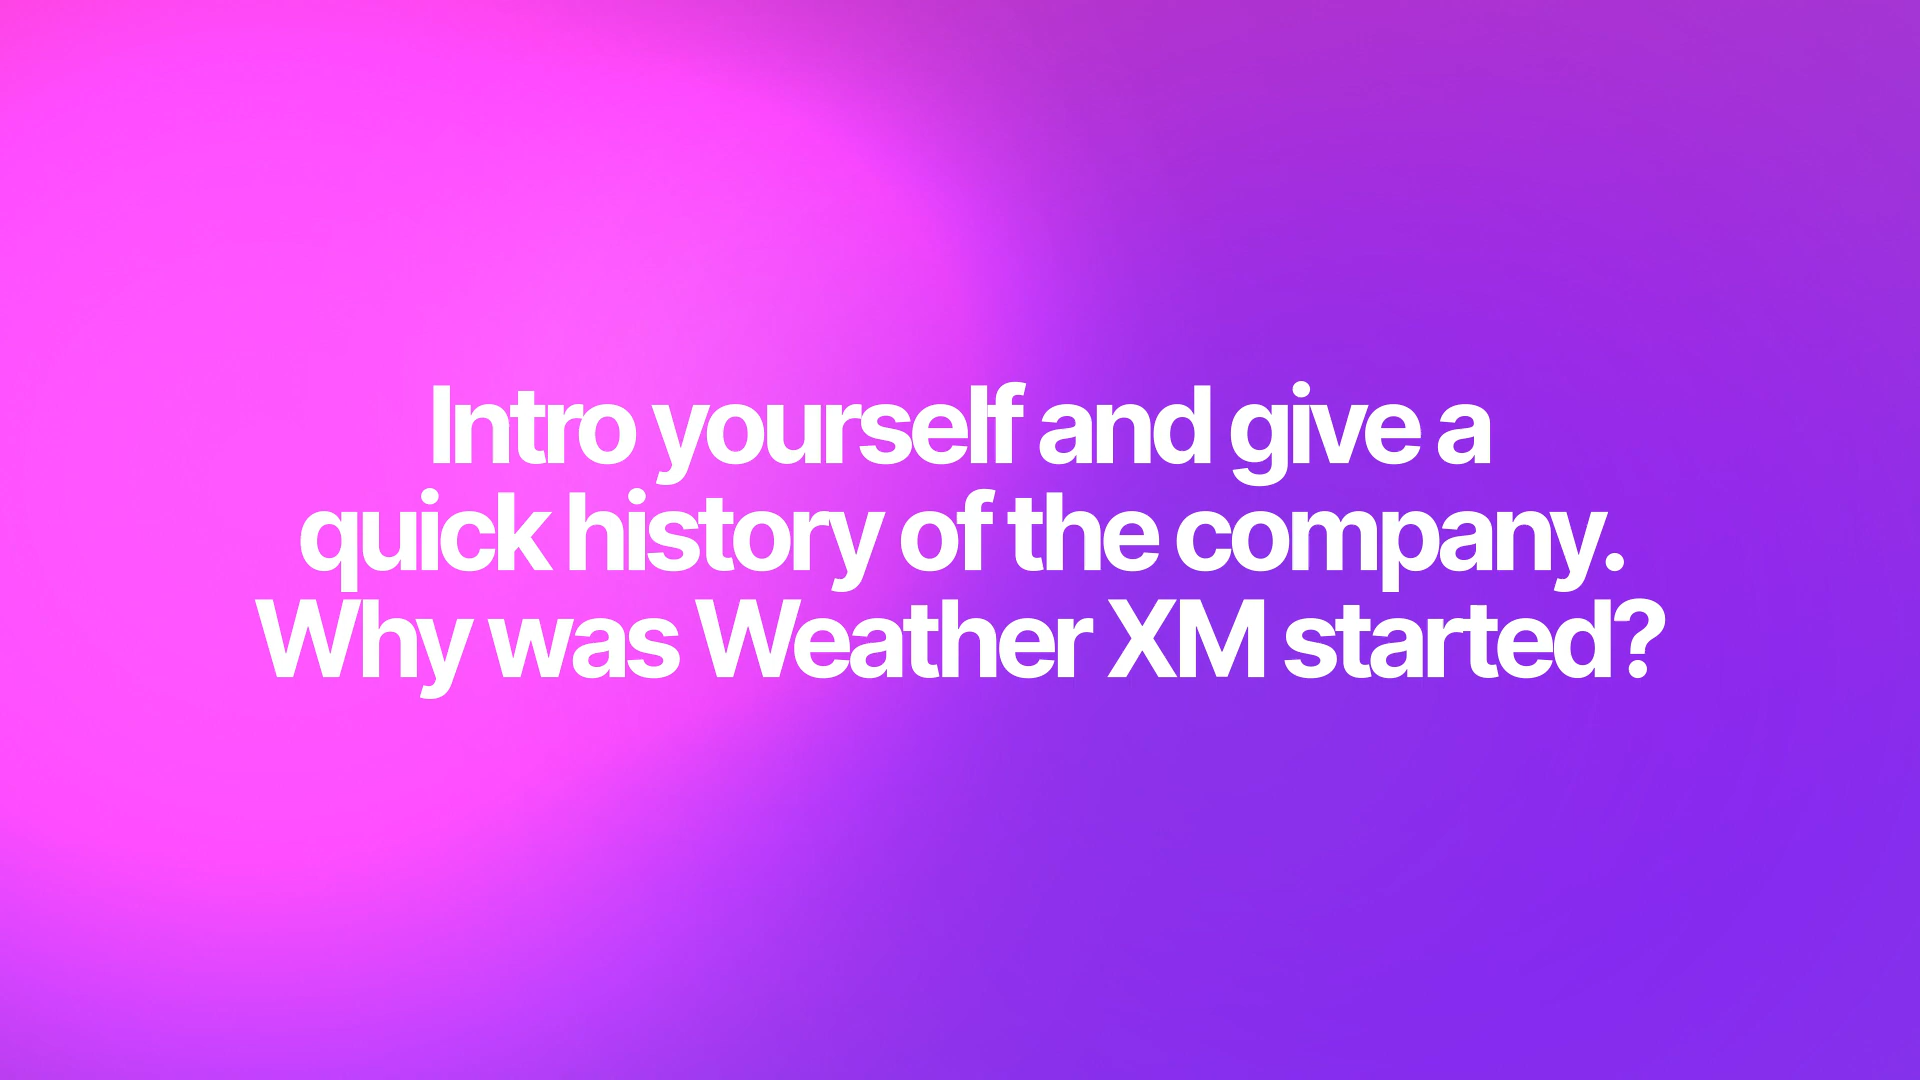 Intro yourself and give a
quick history of the company.
Why was Weather XM started?